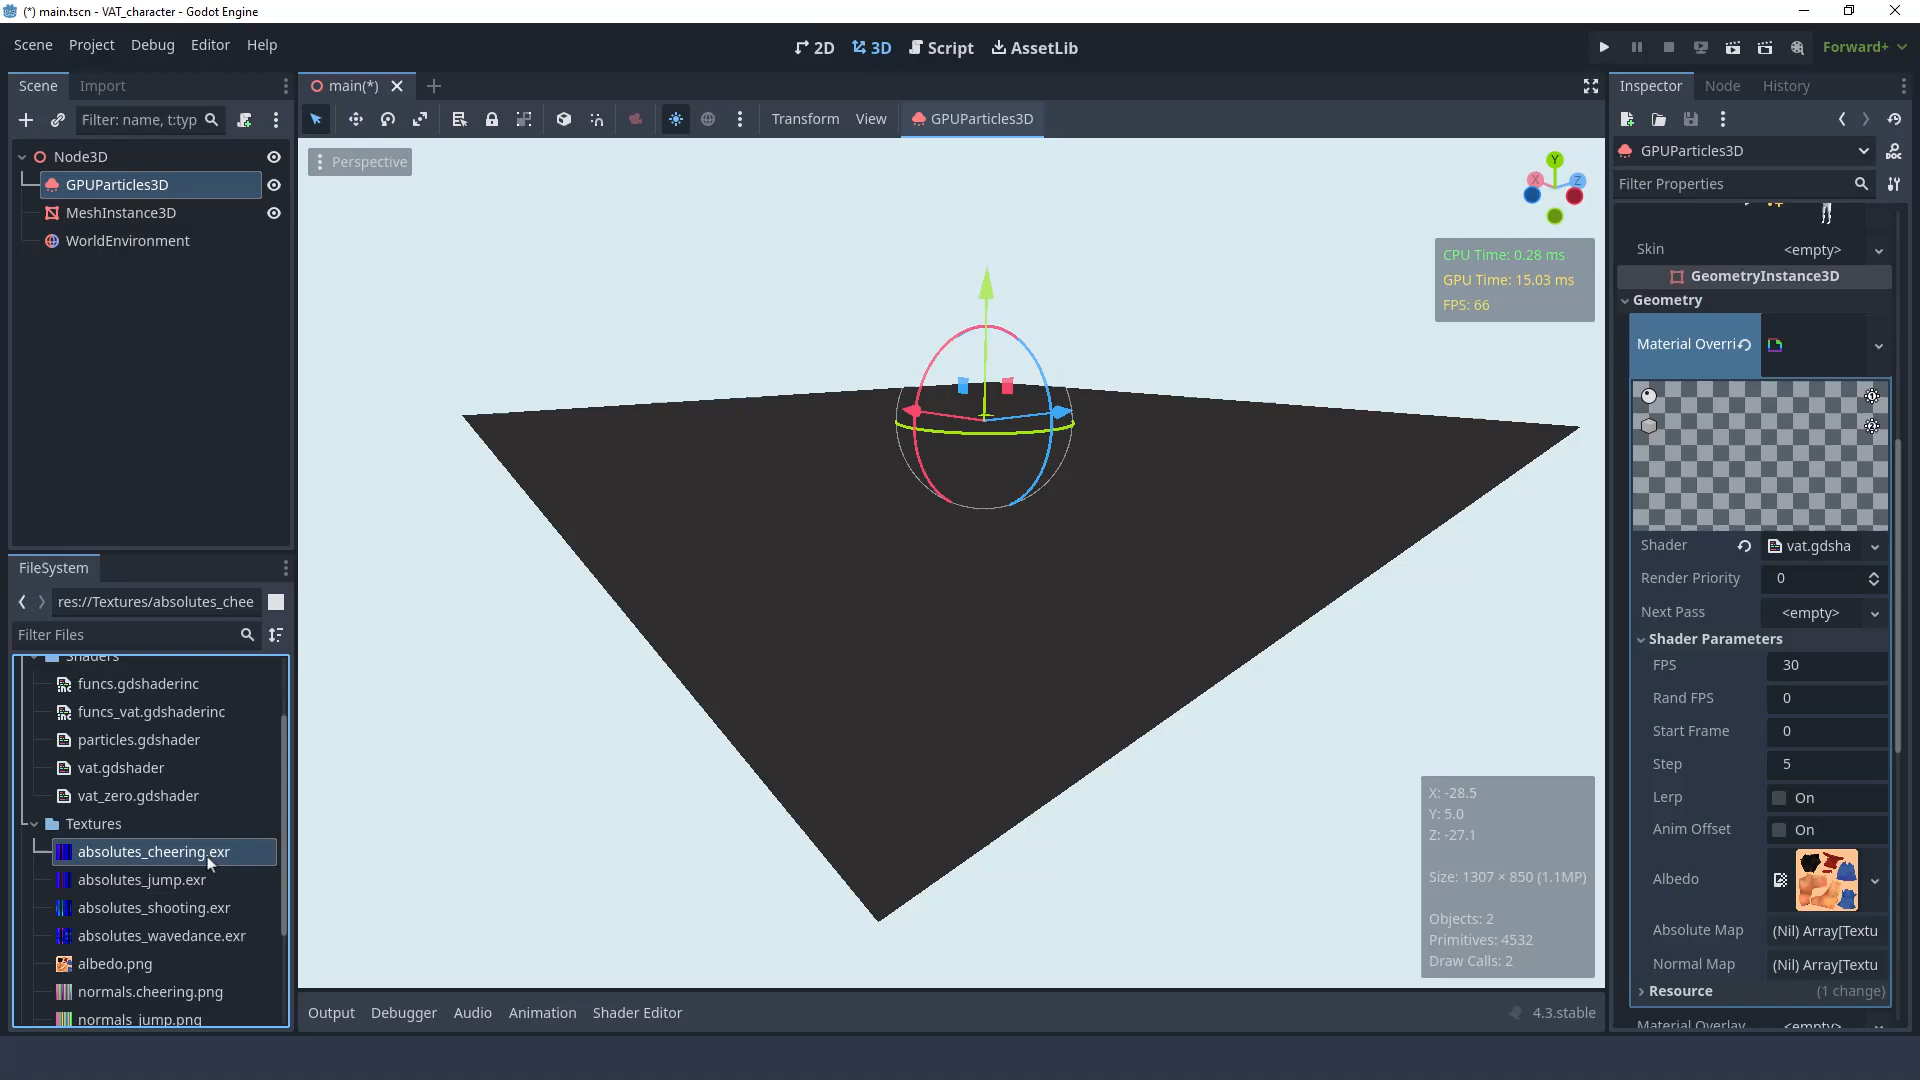 (*) main.tscn - VAT_character - Godot Engine
Scene Project Debug Editor Help
2D 3D Script AssetLib
Forward+
Scene Import
main(*)
Inspector Node History
Filter: name, t:typ
Transform View GPUParticles3D
Node3D
GPUParticles3D
MeshInstance3D
WorldEnvironment
Perspective
Y
X
Z
CPU Time: 0.28 ms
GPU Time: 15.03 ms
FPS: 66
X: -28.5
Y: 5.0
Z: -27.1
Size: 1307 × 850 (1.1MP)
Objects: 2
Primitives: 4532
Draw Calls: 2
FileSystem
res://Textures/absolutes_chee
Filter Files
Shaders
funcs.gdshaderinc
funcs_vat.gdshaderinc
particles.gdshader
vat.gdshader
vat_zero.gdshader
Textures
absolutes_cheering.exr
absolutes_jump.exr
absolutes_shooting.exr
absolutes_wavedance.exr
albedo.png
normals.cheering.png
normals_jump.png
Output Debugger Audio Animation Shader Editor
4.3.stable
GPUParticles3D
DOC
Filter Properties
Skin <empty>
GeometryInstance3D
Geometry
Material Overri
Shader vat.gdsha
Render Priority 0
Next Pass <empty>
Shader Parameters
FPS 30
Rand FPS 0
Start Frame 0
Step 5
Lerp On
Anim Offset On
Albedo
Absolute Map (Nil) Array[Textu
Normal Map (Nil) Array[Textu
Resource (1 change)
Material Overlay <empty>